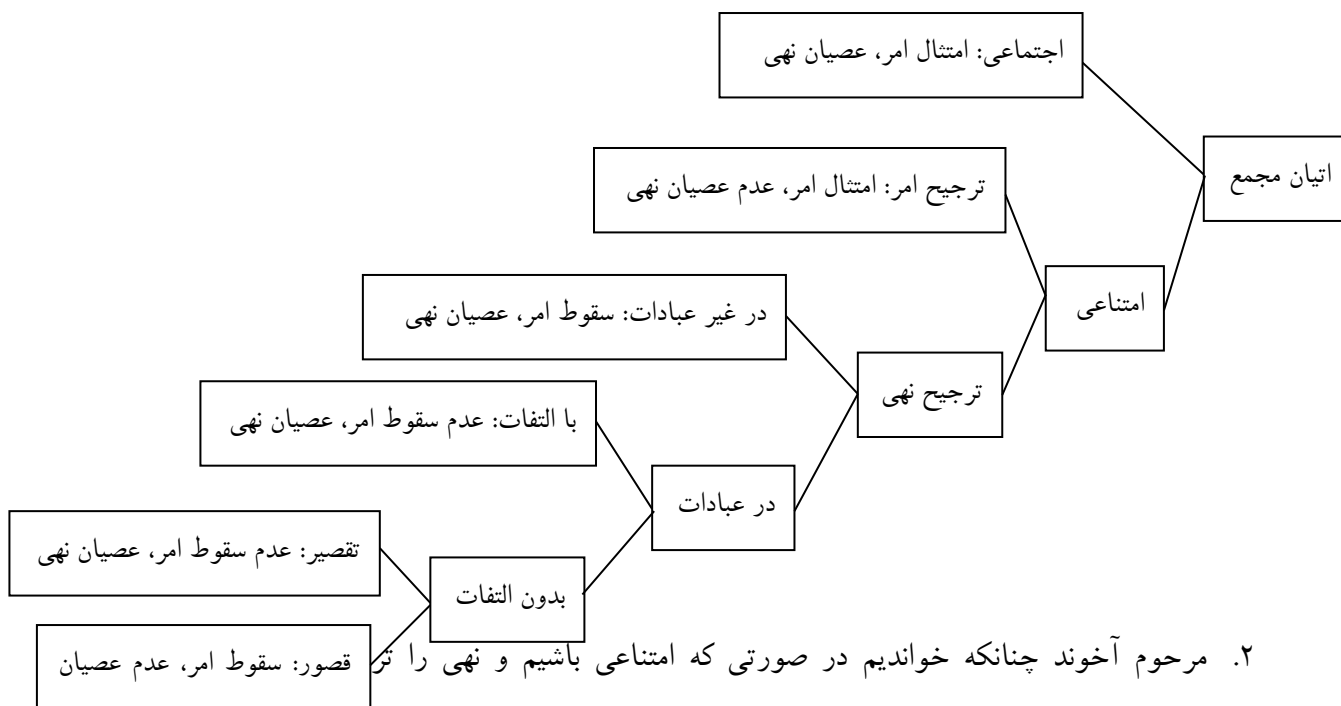 اجتماعی: امتثال امر، عصیان نهی
اتیان مجمع
ترجیح امر: امتثال امر، عدم عصیان نهی
امتناعی
در غیر عبادات: سقوط امر، عصیان نهی
ترجیح نهی
با التفات: عدم سقوط امر، عصیان نهی
در عبادات
تقصیر: عدم سقوط امر، عصیان نهی
بدون التفات
قصور: سقوط امر، عدم عصیان
۲. مرحوم آخوند چنانکه خواندیم در صورتی که امتناعی باشیم و نهی را